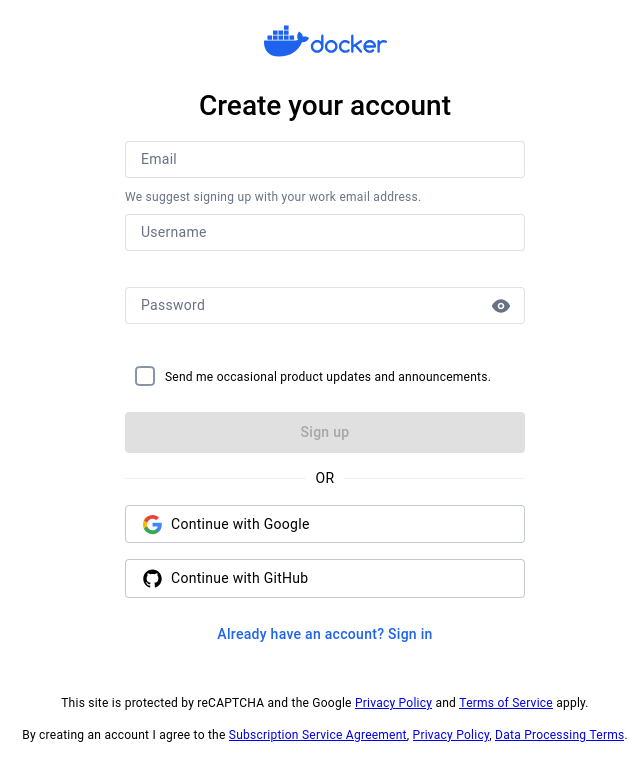 docker
Create your account
Email
We suggest signing up with your work email address.
Username
Password
Send me occasional product updates and announcements.
Sign up
OR
Continue with Google
Continue with GitHub
Already have an account? Sign in
This site is protected by reCAPTCHA and the Google Privacy Policy and Terms of Service apply.
By creating an account I agree to the Subscription Service Agreement, Privacy Policy, Data Processing Terms.